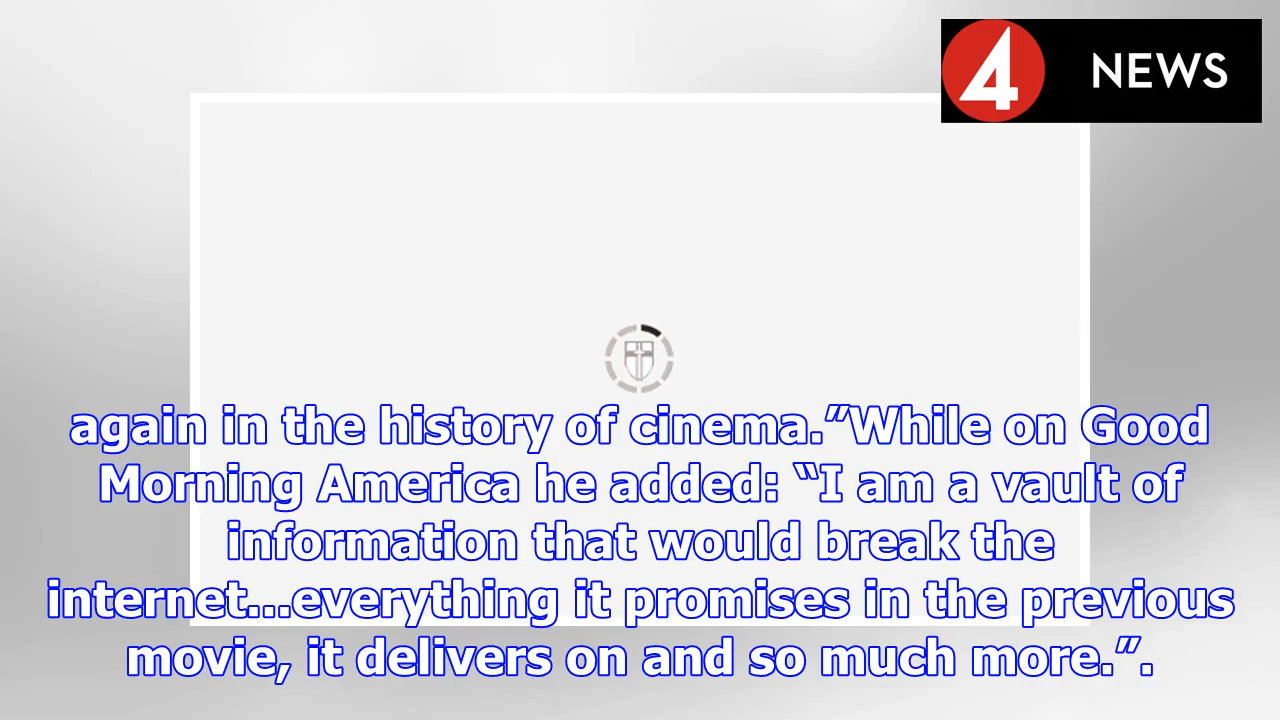 4 NEWS
again in the history of cinema.”While on Good
Morning America he added: “I am a vault of
information that would break the
internet...everything it promises in the previous
movie, it delivers on and so much more.”.